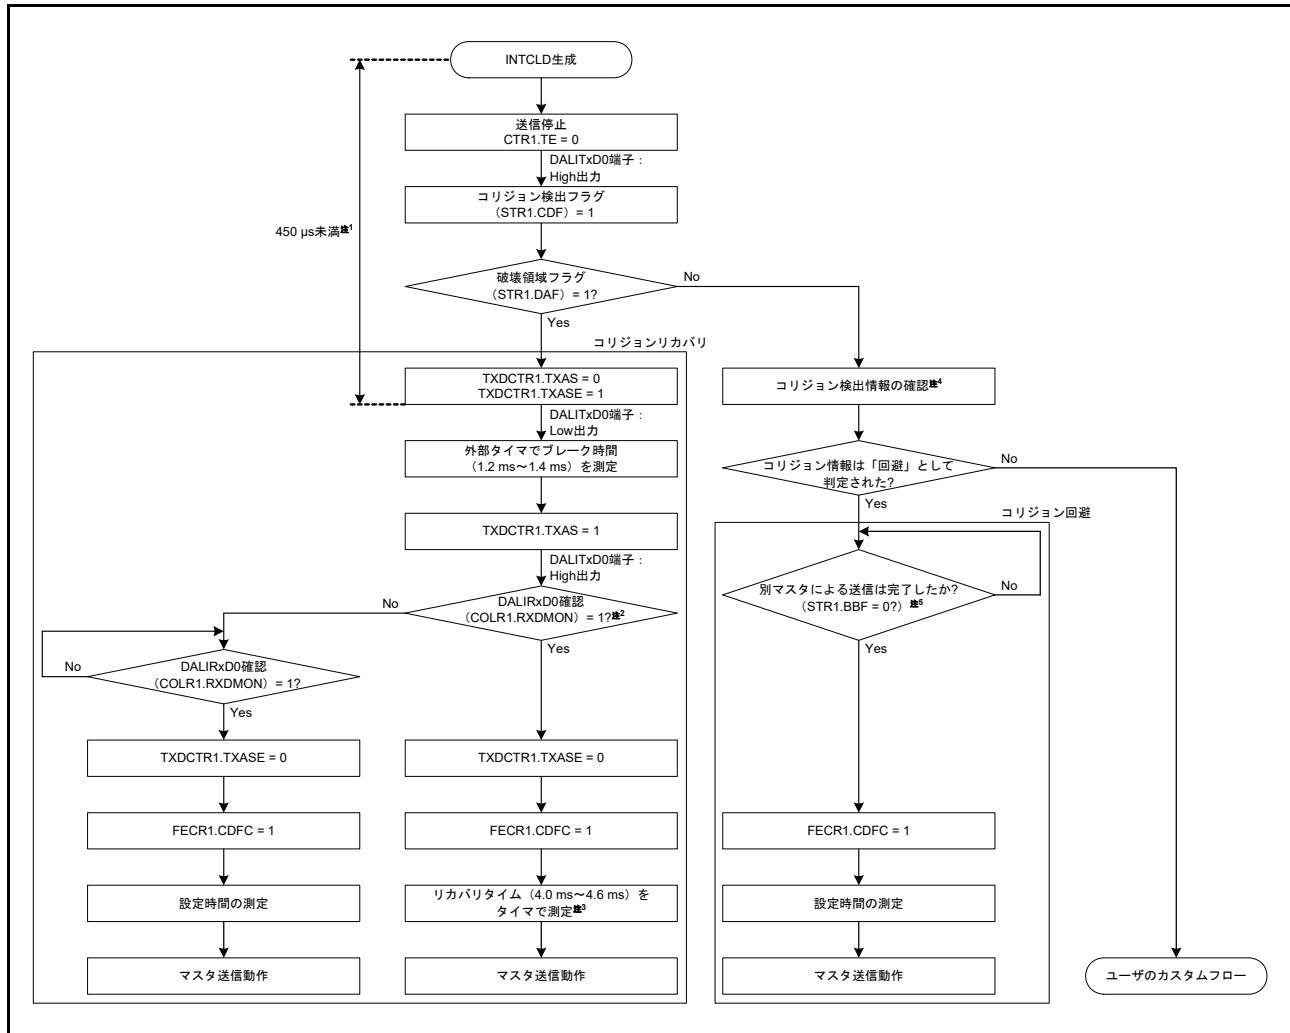 INTCLD生成
送信停止
CTR1.TE = 0
DALITxD0端子：
High出力
コリジョン検出フラグ
（STR1.CDF）= 1
450 µs未満注1
破壊領域フラグ
（STR1.DAF）= 1?
No
Yes
コリジョンリカバリ
TXDCTR1.TXAS = 0
TXDCTR1.TXASE = 1
コリジョン検出情報の確認注4
DALITxD0端子：
Low出力
外部タイマでブレーク時間
（1.2 ms～1.4 ms）を測定
コリジョン情報は「回避」として
判定された?
No
Yes
コリジョン回避
TXDCTR1.TXAS = 1
DALITxD0端子：
High出力
別マスタによる送信は完了したか?
（STR1.BBF = 0?）注5
No
Yes
DALIRxD0確認
（COLR1.RXDMON）= 1?注2
No
Yes
DALIRxD0確認
（COLR1.RXDMON）= 1?
No
Yes
TXDCTR1.TXASE = 0
TXDCTR1.TXASE = 0
FECR1.CDFC = 1
FECR1.CDFC = 1
FECR1.CDFC = 1
設定時間の測定
リカバリタイム（4.0 ms～4.6 ms）を
タイマで測定注3
設定時間の測定
マスタ送信動作
マスタ送信動作
マスタ送信動作
ユーザのカスタムフロー